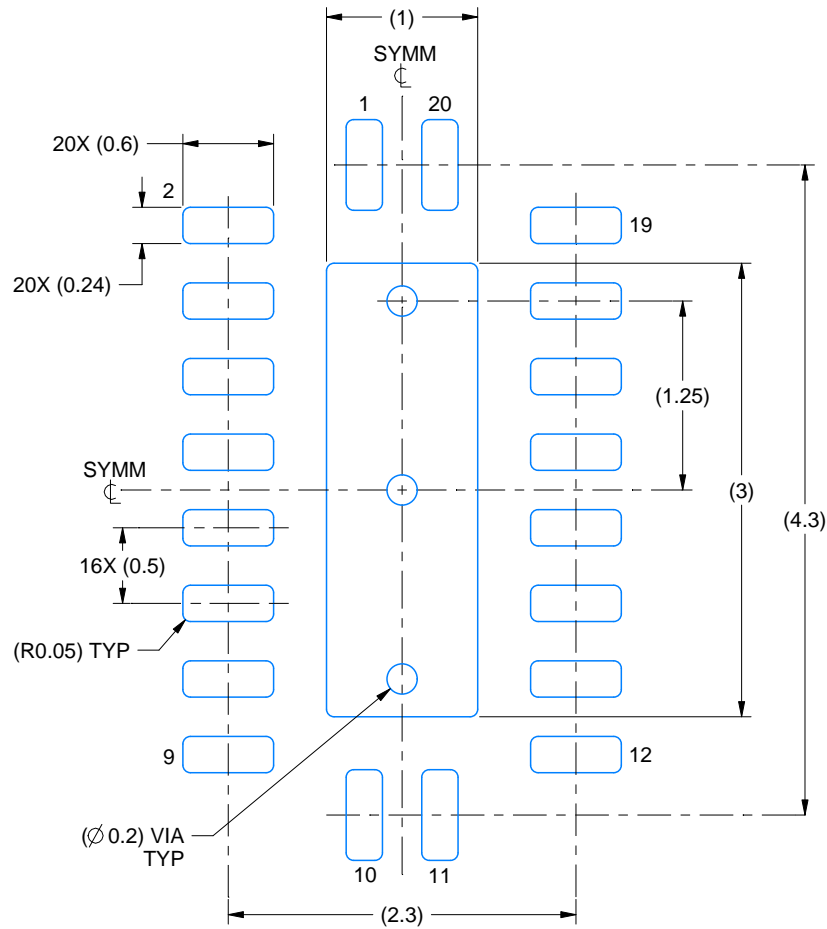 (1)
SYMM
℄
1
20
20X (0.6)
2
19
20X (0.24)
(1.25)
SYMM
℄
(3)
(4.3)
16X (0.5)
(R0.05) TYP
9
12
(∅ 0.2) VIA
TYP
10
11
(2.3)